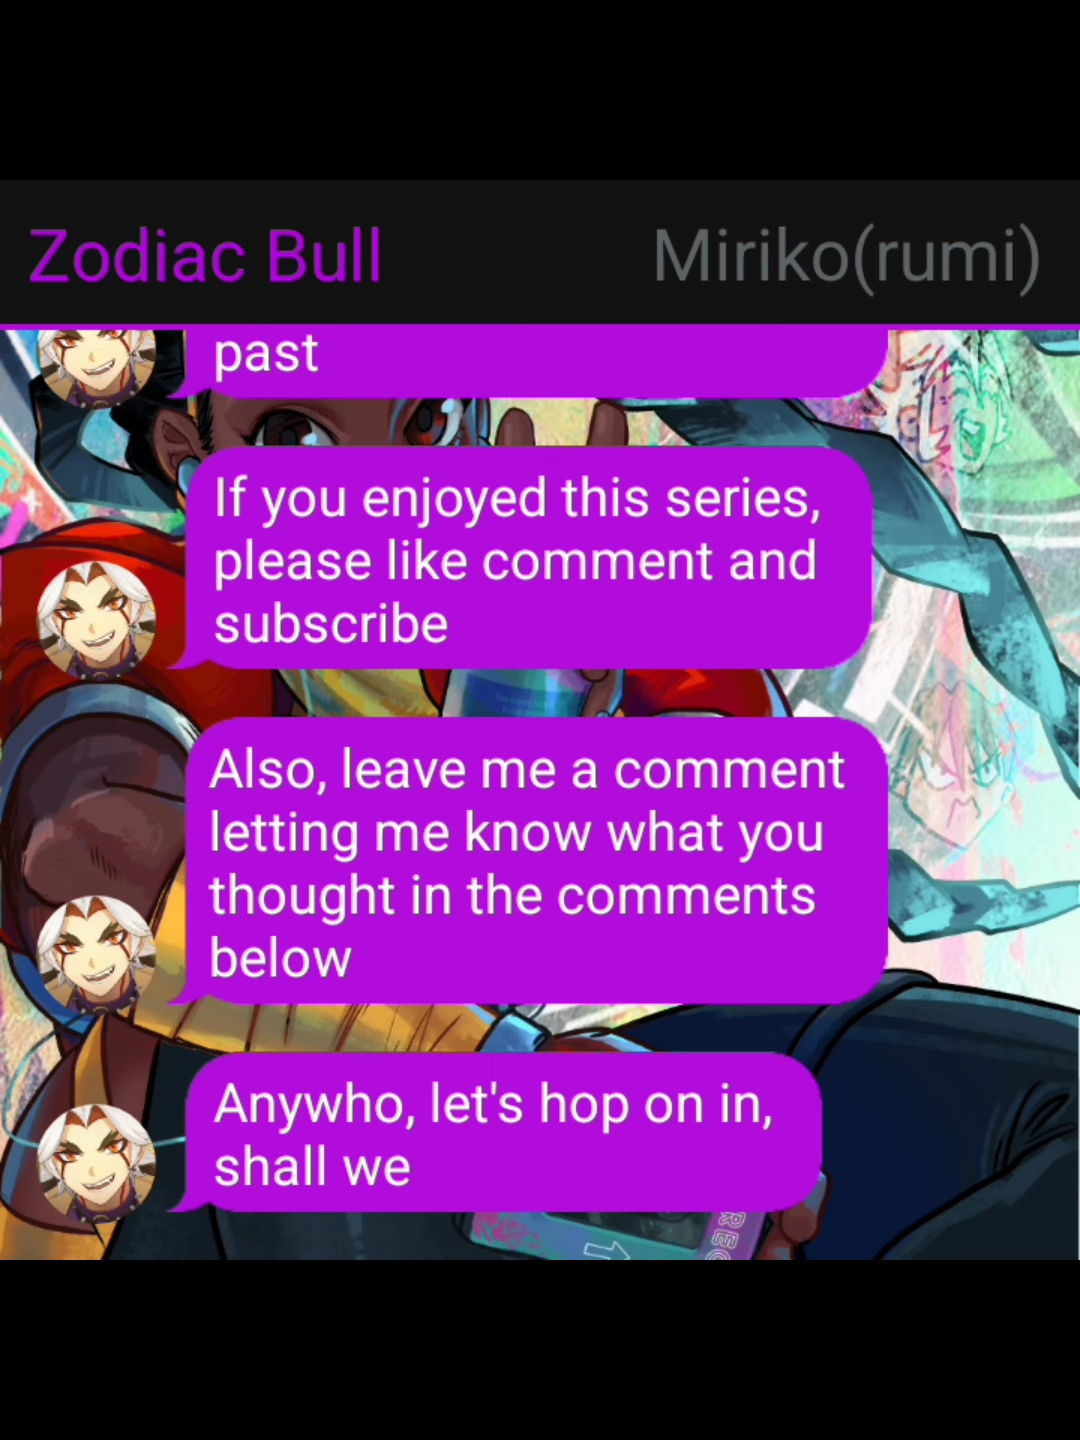 Zodiac Bull Miriko(rumi)
past
If you enjoyed this series,
please like comment and
subscribe
Also, leave me a comment
letting me know what you
thought in the comments
below
Anywho, let's hop on in,
shall we
REC